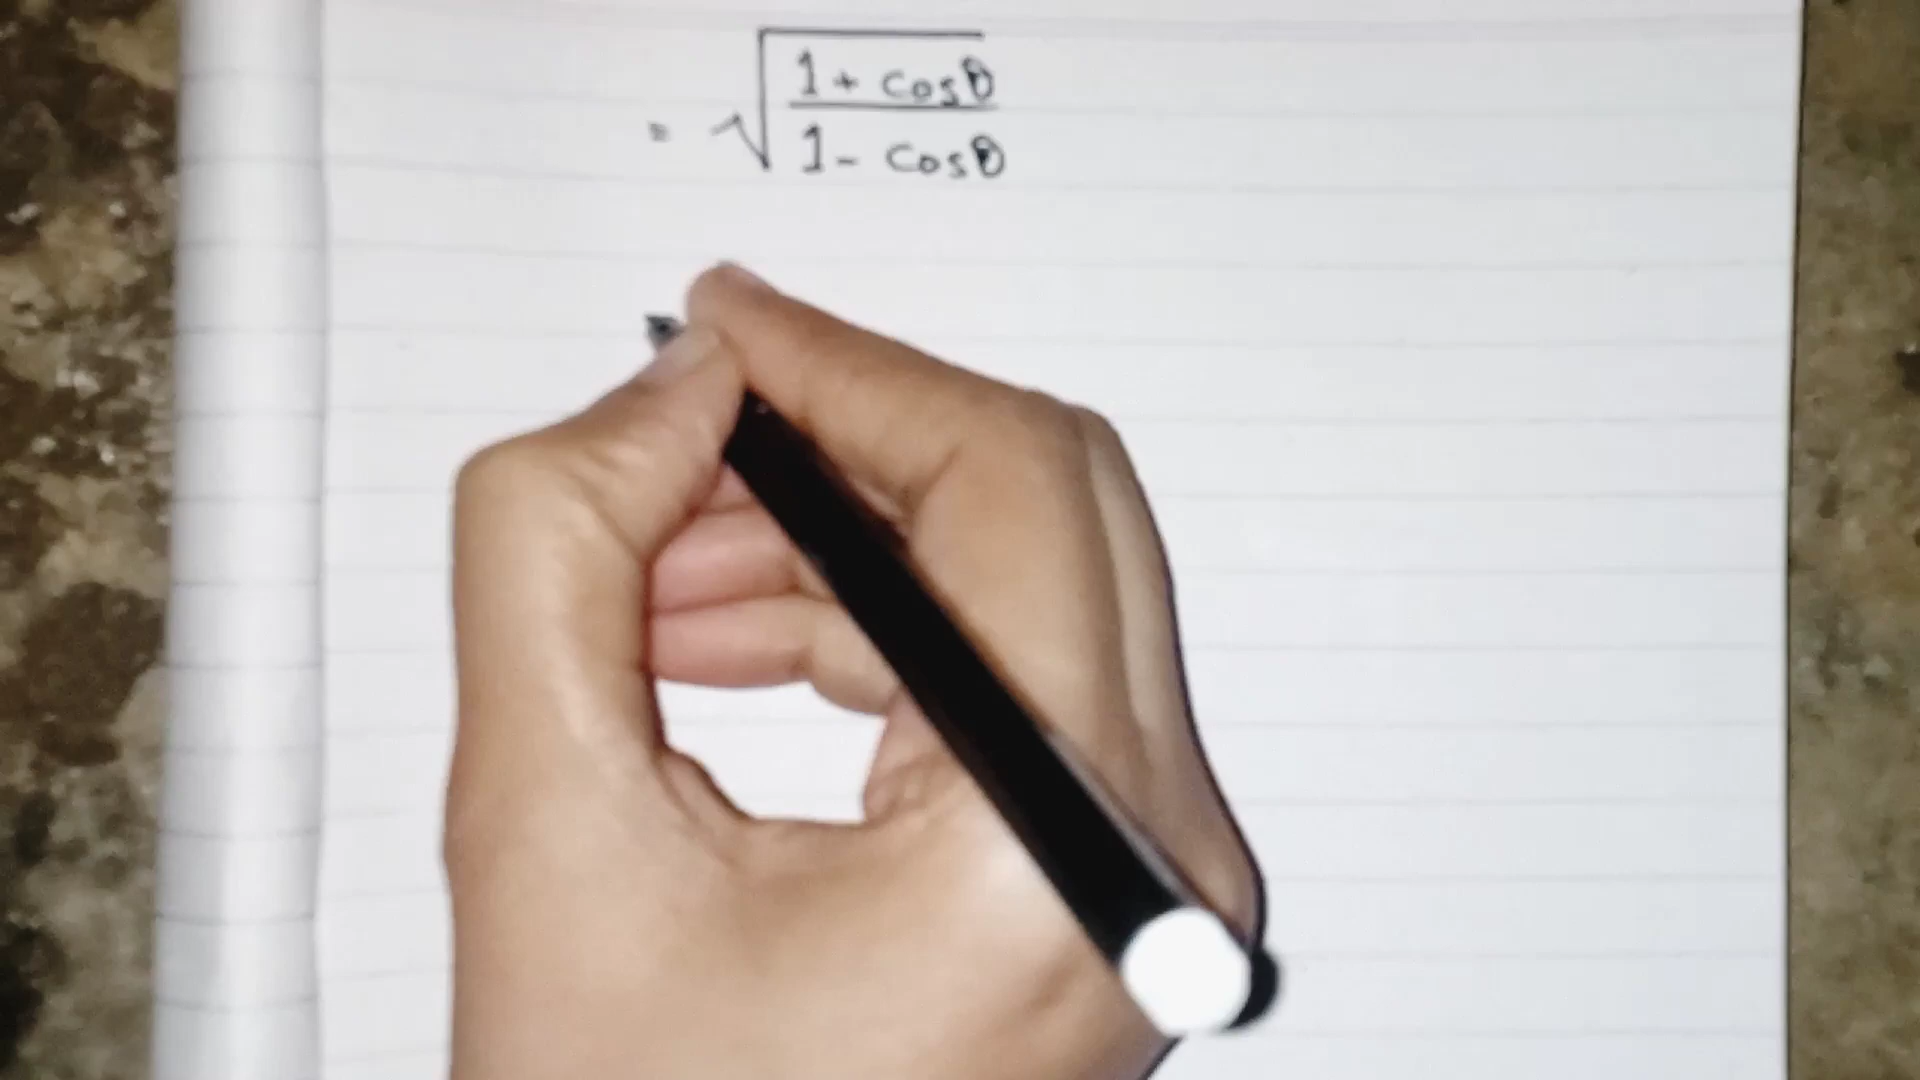 = √(1 + cosθ / 1 - cosθ)